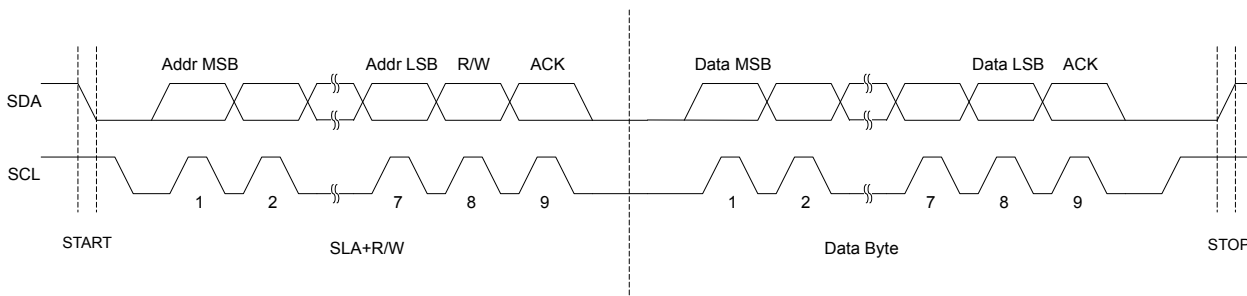 Addr MSB Addr LSB R/W ACK Data MSB Data LSB ACK
SDA
SCL
1 2 7 8 9 1 2 7 8 9
START SLA+R/W Data Byte STOP